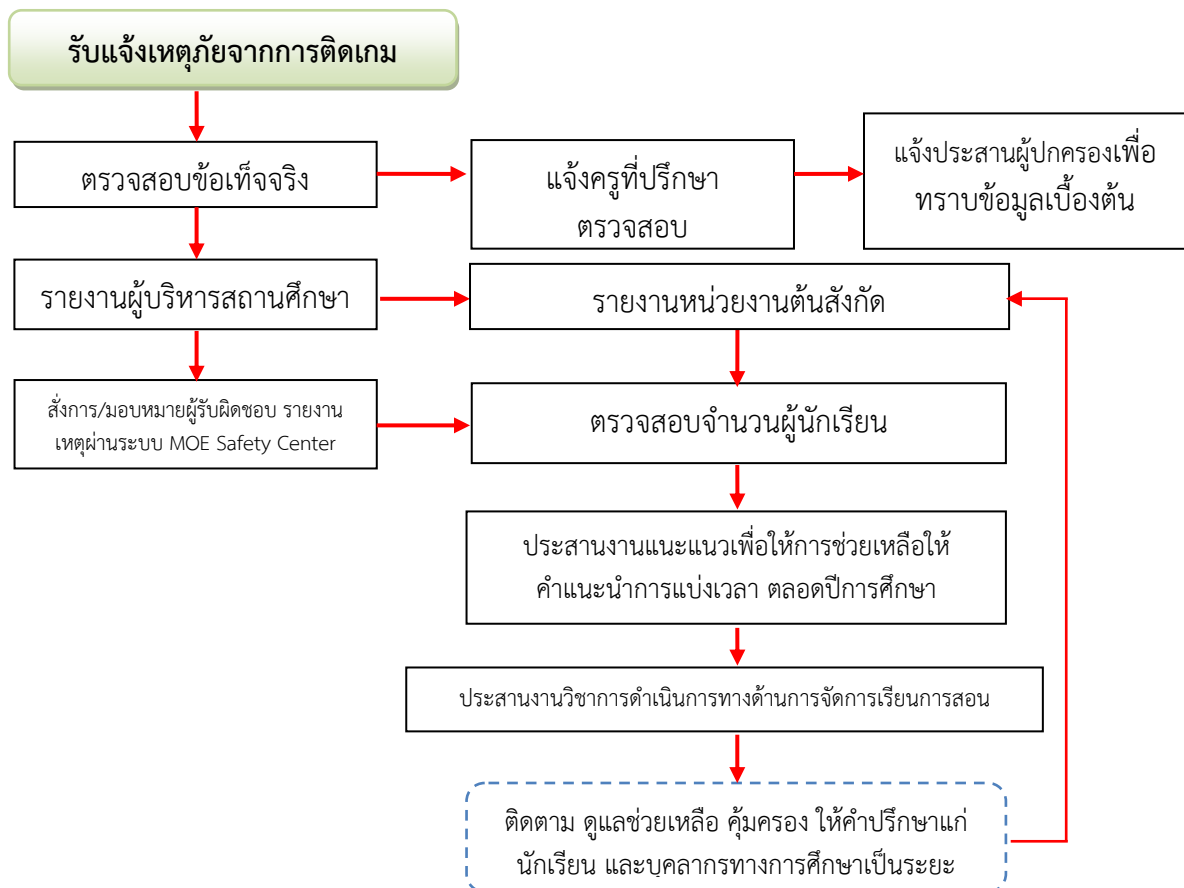 รับแจ้งเหตุภัยจากการติดเกม
ตรวจสอบข้อเท็จจริง
แจ้งครูที่ปรึกษา
ตรวจสอบ
แจ้งประสานผู้ปกครองเพื่อ
ทราบข้อมูลเบื้องต้น
รายงานผู้บริหารสถานศึกษา
รายงานหน่วยงานต้นสังกัด
สั่งการ/มอบหมายผู้รับผิดชอบ รายงาน
เหตุผ่านระบบ MOE Safety Center
ตรวจสอบจำนวนผู้นักเรียน
ประสานงานแนะแนวเพื่อให้การช่วยเหลือให้
คำแนะนำการแบ่งเวลา ตลอดปีการศึกษา
ประสานงานวิชาการดำเนินการทางด้านการจัดการเรียนการสอน
ติดตาม ดูแลช่วยเหลือ คุ้มครอง ให้คำปรึกษาแก่
นักเรียน และบุคลากรทางการศึกษาเป็นระยะ